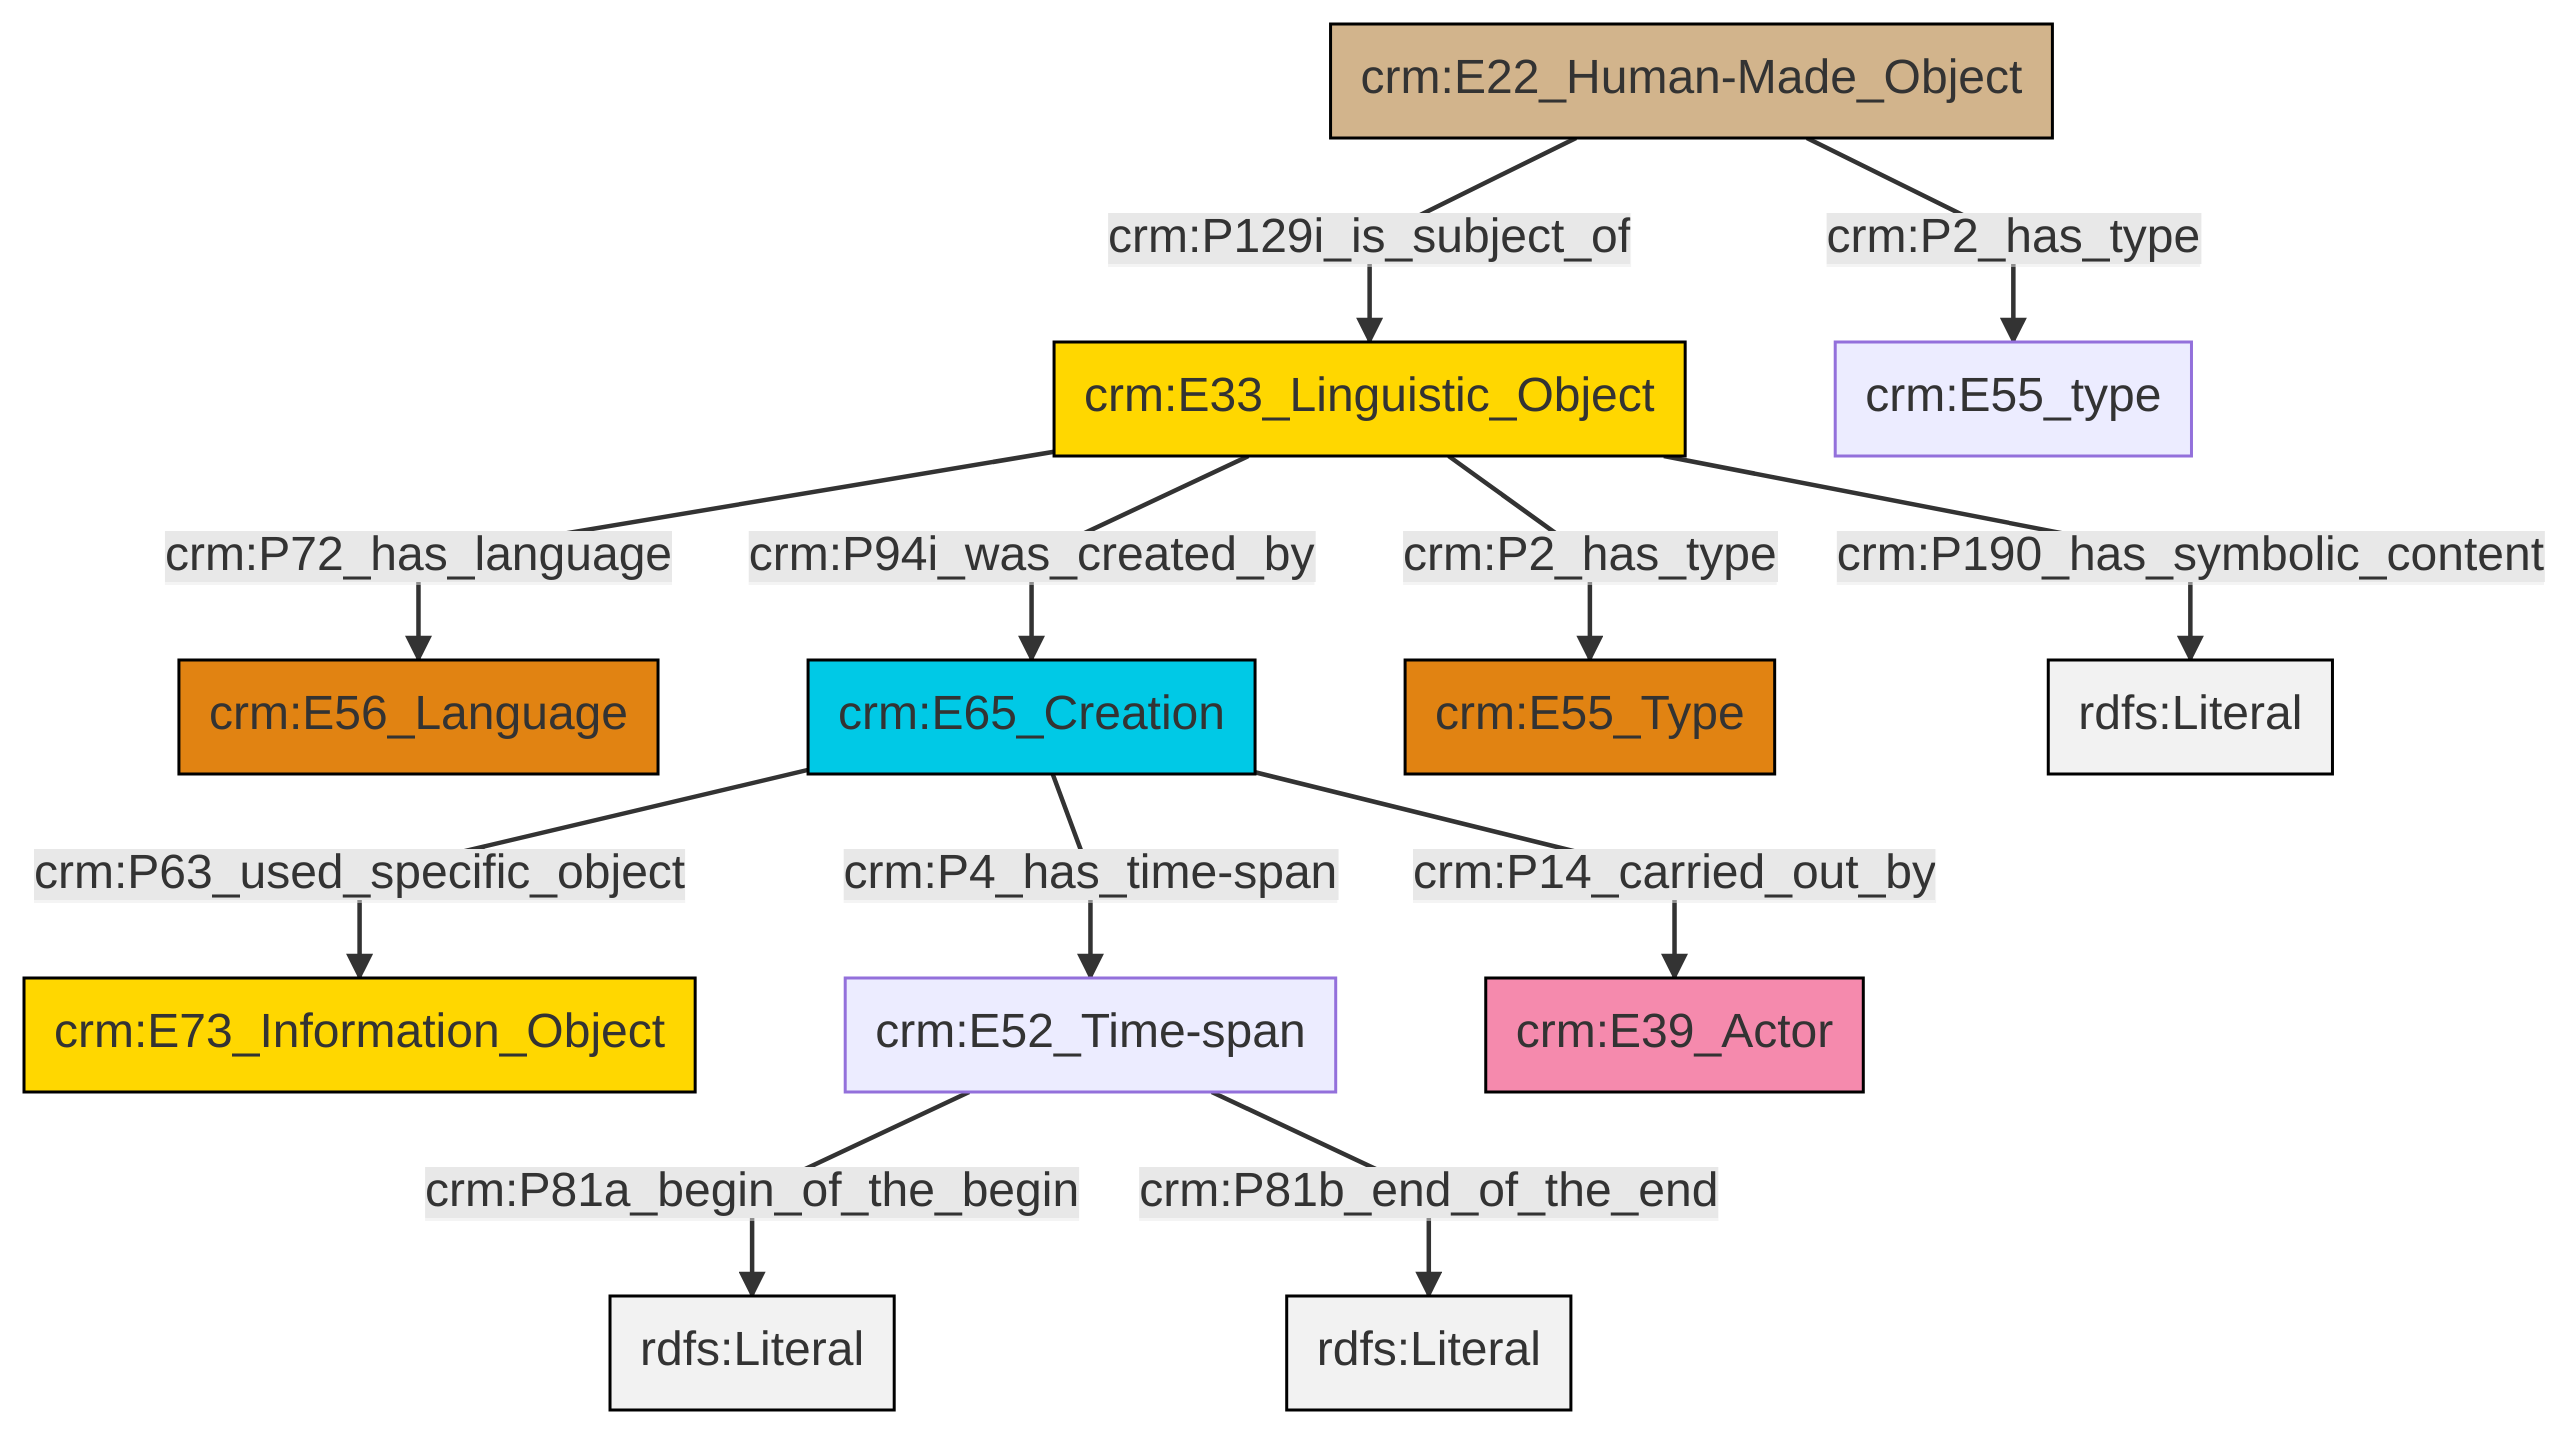 crm:E22_Human-Made_Object
crm:P129i_is_subject_of
crm:P2_has_type
crm:E33_Linguistic_Object
crm:E55_type
crm:P72_has_language
crm:P94i_was_created_by
crm:P2_has_type
crm:P190_has_symbolic_content
crm:E56_Language
crm:E65_Creation
crm:E55_Type
rdfs:Literal
crm:P63_used_specific_object
crm:P4_has_time-span
crm:P14_carried_out_by
crm:E73_Information_Object
crm:E52_Time-span
crm:E39_Actor
crm:P81a_begin_of_the_begin
crm:P81b_end_of_the_end
rdfs:Literal
rdfs:Literal